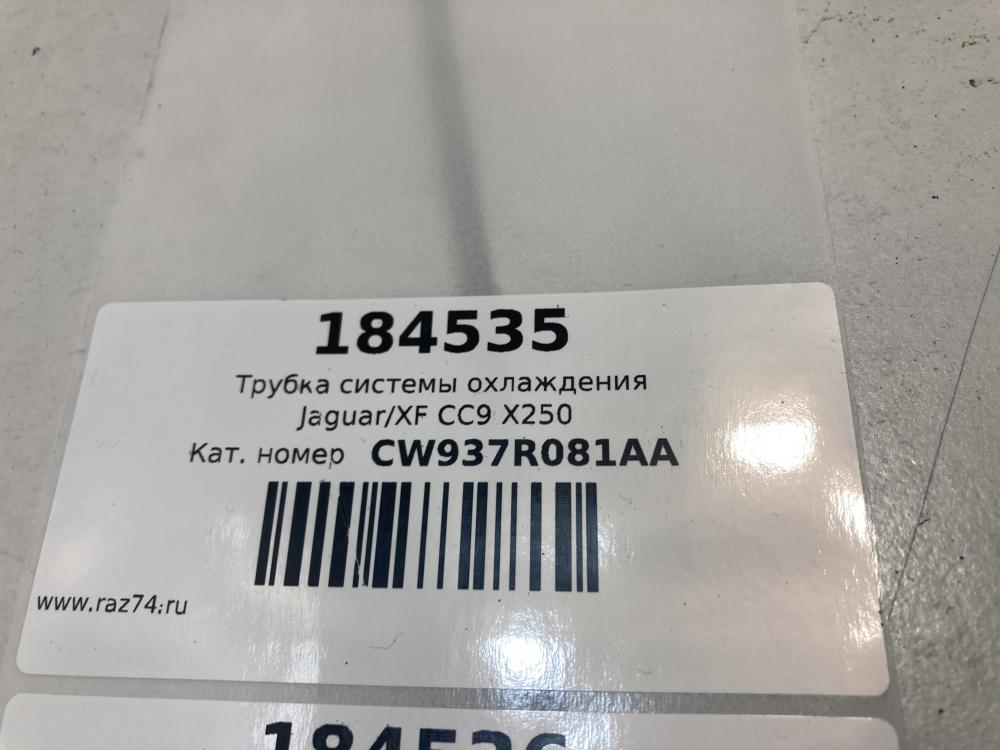 184535
Трубка системы охлаждения
Jaguar/XF CC9 X250
Кат. номер CW937R081AA
www.raz74.ru